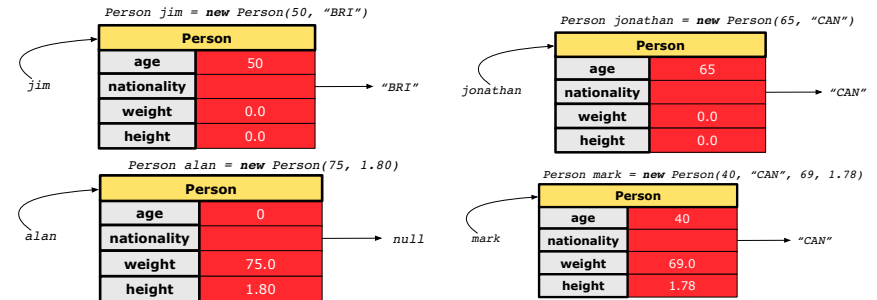 Person jim = new Person(50, “BRI”)
Person
age 50
jim
nationality “BRI”
weight 0.0
height 0.0
Person jonathan = new Person(65, “CAN”)
Person
age 65
jonathan
nationality “CAN”
weight 0.0
height 0.0
Person alan = new Person(75, 1.80)
Person
age 0
alan
nationality null
weight 75.0
height 1.80
Person mark = new Person(40, “CAN”, 69, 1.78)
Person
age 40
mark
nationality “CAN”
weight 69.0
height 1.78